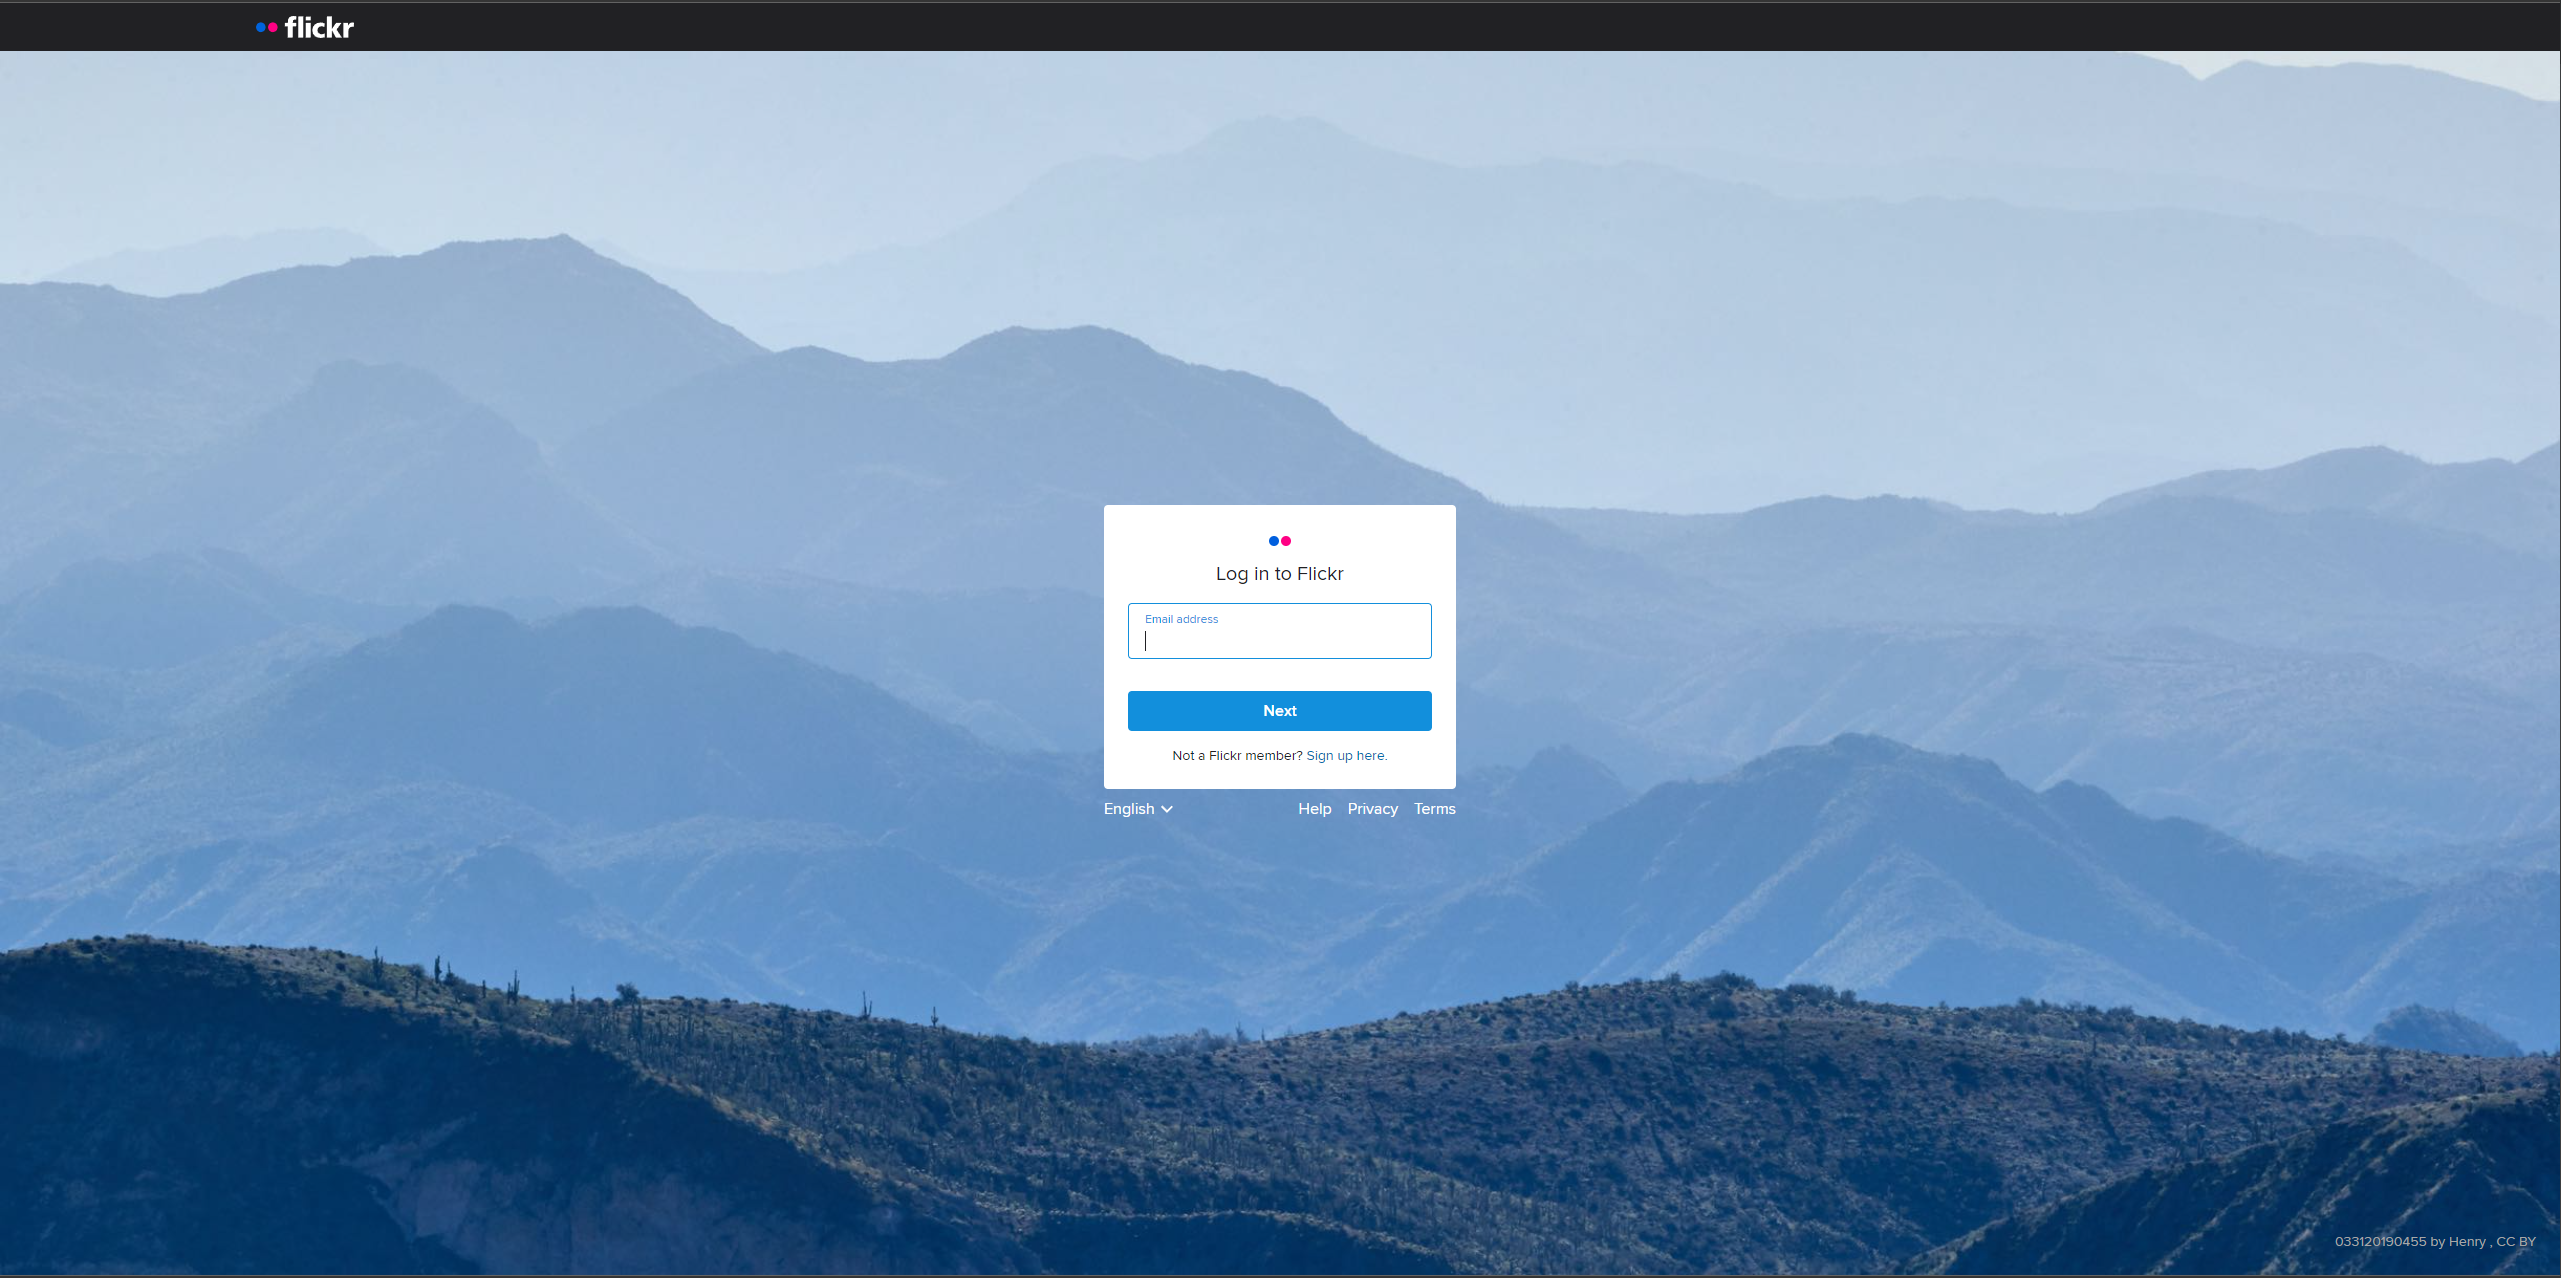 flickr
Log in to Flickr
Email address
Next
Not a Flickr member? Sign up here.
English Help Privacy Terms
033120190455 by Henry , CC BY